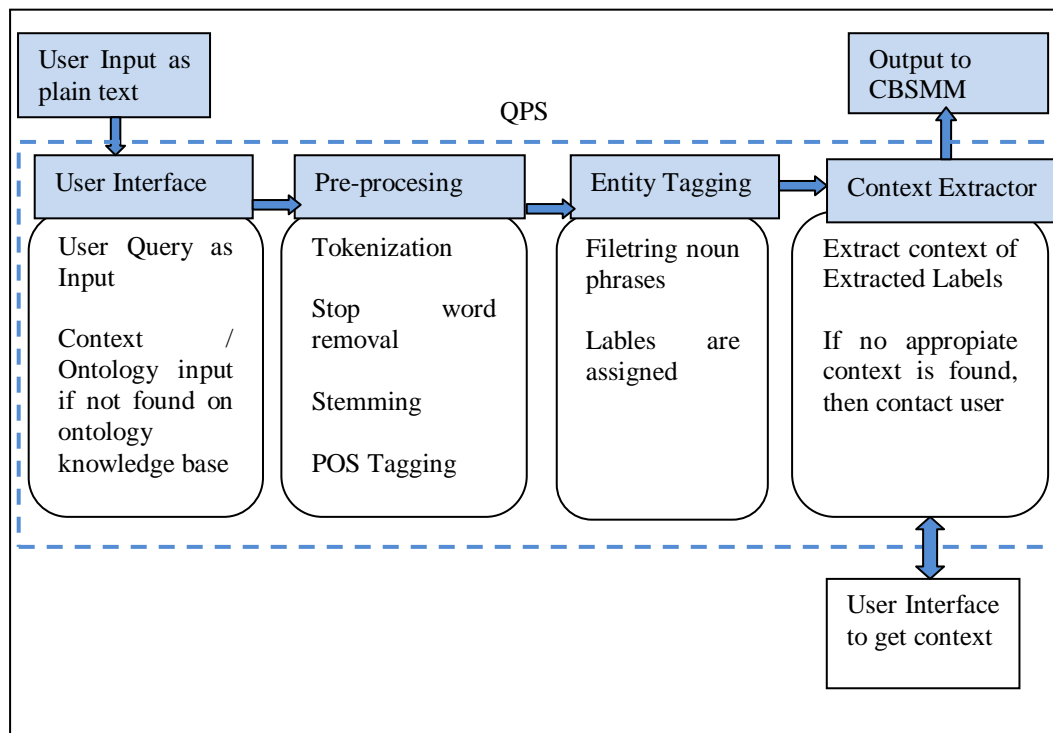 User Input as
plain text
Output to
CBSMM
QPS
User Interface
Pre-procesing
Entity Tagging
Context Extractor
User Query as
Input
Context /
Ontology input
if not found on
ontology
knowledge base
Tokenization
Stop word
removal
Stemming
POS Tagging
Filetring noun
phrases
Lables are
assigned
Extract context of
Extracted Labels
If no appropiate
context is found,
then contact user
User Interface
to get context